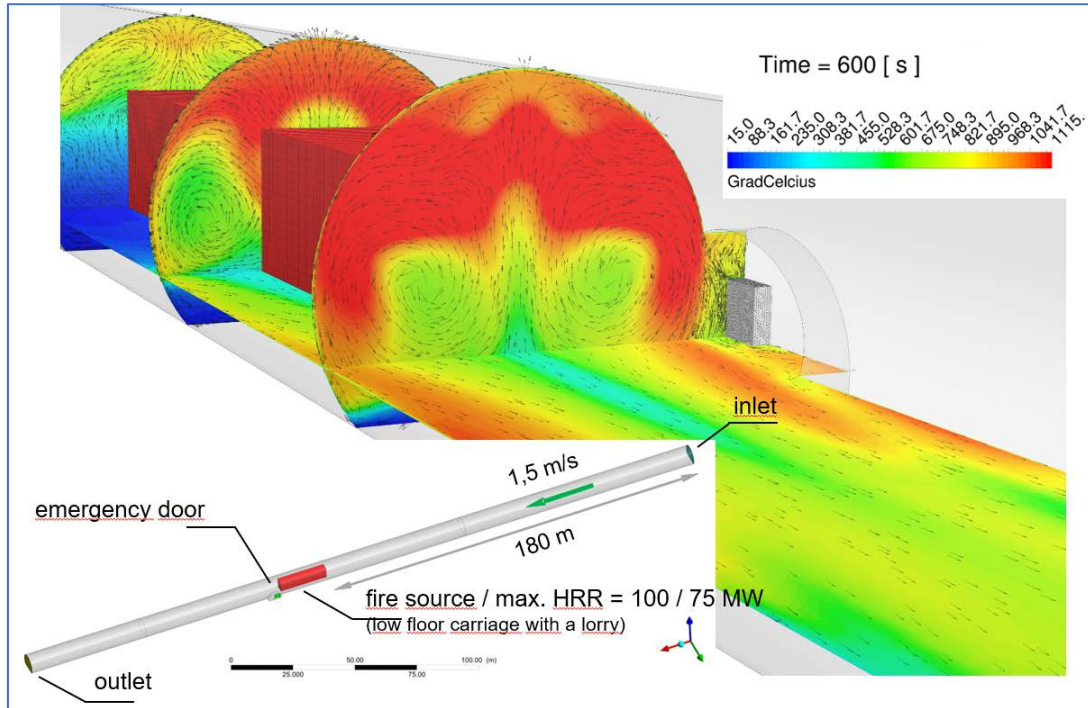 Time = 600 [ s ]
15.0 88.3 161.7 235.0 308.3 381.7 455.0 528.3 601.7 675.0 748.3 821.7 895.0 968.3 1041.7 1115.
GradCelcius
inlet
1,5 m/s
emergency door
180 m
fire source / max. HRR = 100 / 75 MW
(low floor carriage with a lorry)
0 50.00 100.00 (m)
25.000 75.00
outlet